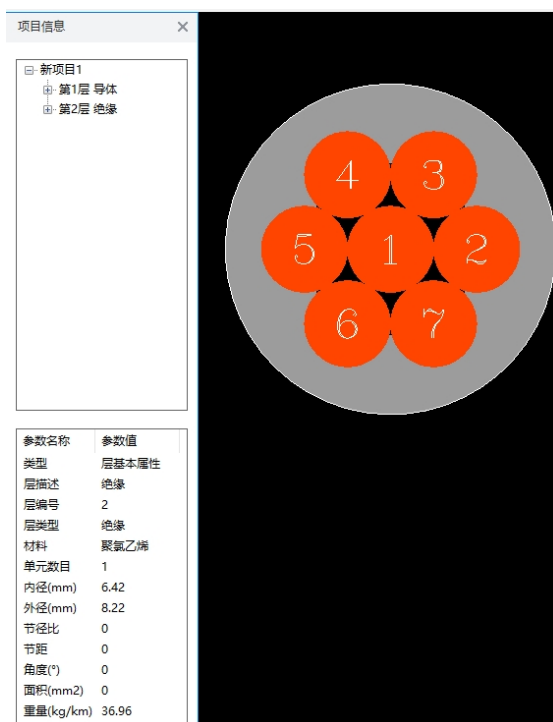 项目信息
新项目1
第1层 导体
第2层 绝缘
4 3
5 1 2
6 7
参数名称 参数值
类型 层基本属性
层描述 绝缘
层编号 2
层类型 绝缘
材料 聚氯乙烯
单元数目 1
内径(mm) 6.42
外径(mm) 8.22
节径比 0
节距 0
角度(°) 0
面积(mm2) 0
重量(kg/km) 36.96